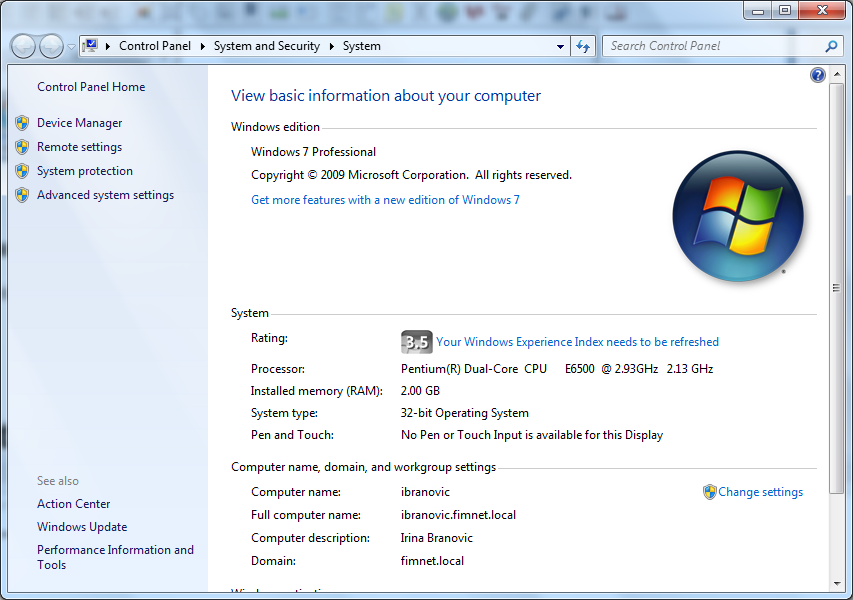 Control Panel System and Security System
Search Control Panel
Control Panel Home
Device Manager
Remote settings
System protection
Advanced system settings
See also
Action Center
Windows Update
Performance Information and
Tools
View basic information about your computer
Windows edition
Windows 7 Professional
Copyright © 2009 Microsoft Corporation.  All rights reserved.
Get more features with a new edition of Windows 7
System
Rating: 3,5 Your Windows Experience Index needs to be refreshed
Processor: Pentium(R) Dual-Core  CPU      E6500  @ 2.93GHz   2.13 GHz
Installed memory (RAM): 2.00 GB
System type: 32-bit Operating System
Pen and Touch: No Pen or Touch Input is available for this Display
Computer name, domain, and workgroup settings
Computer name: ibranovic Change settings
Full computer name: ibranovic.fimnet.local
Computer description: Irina Branovic
Domain: fimnet.local